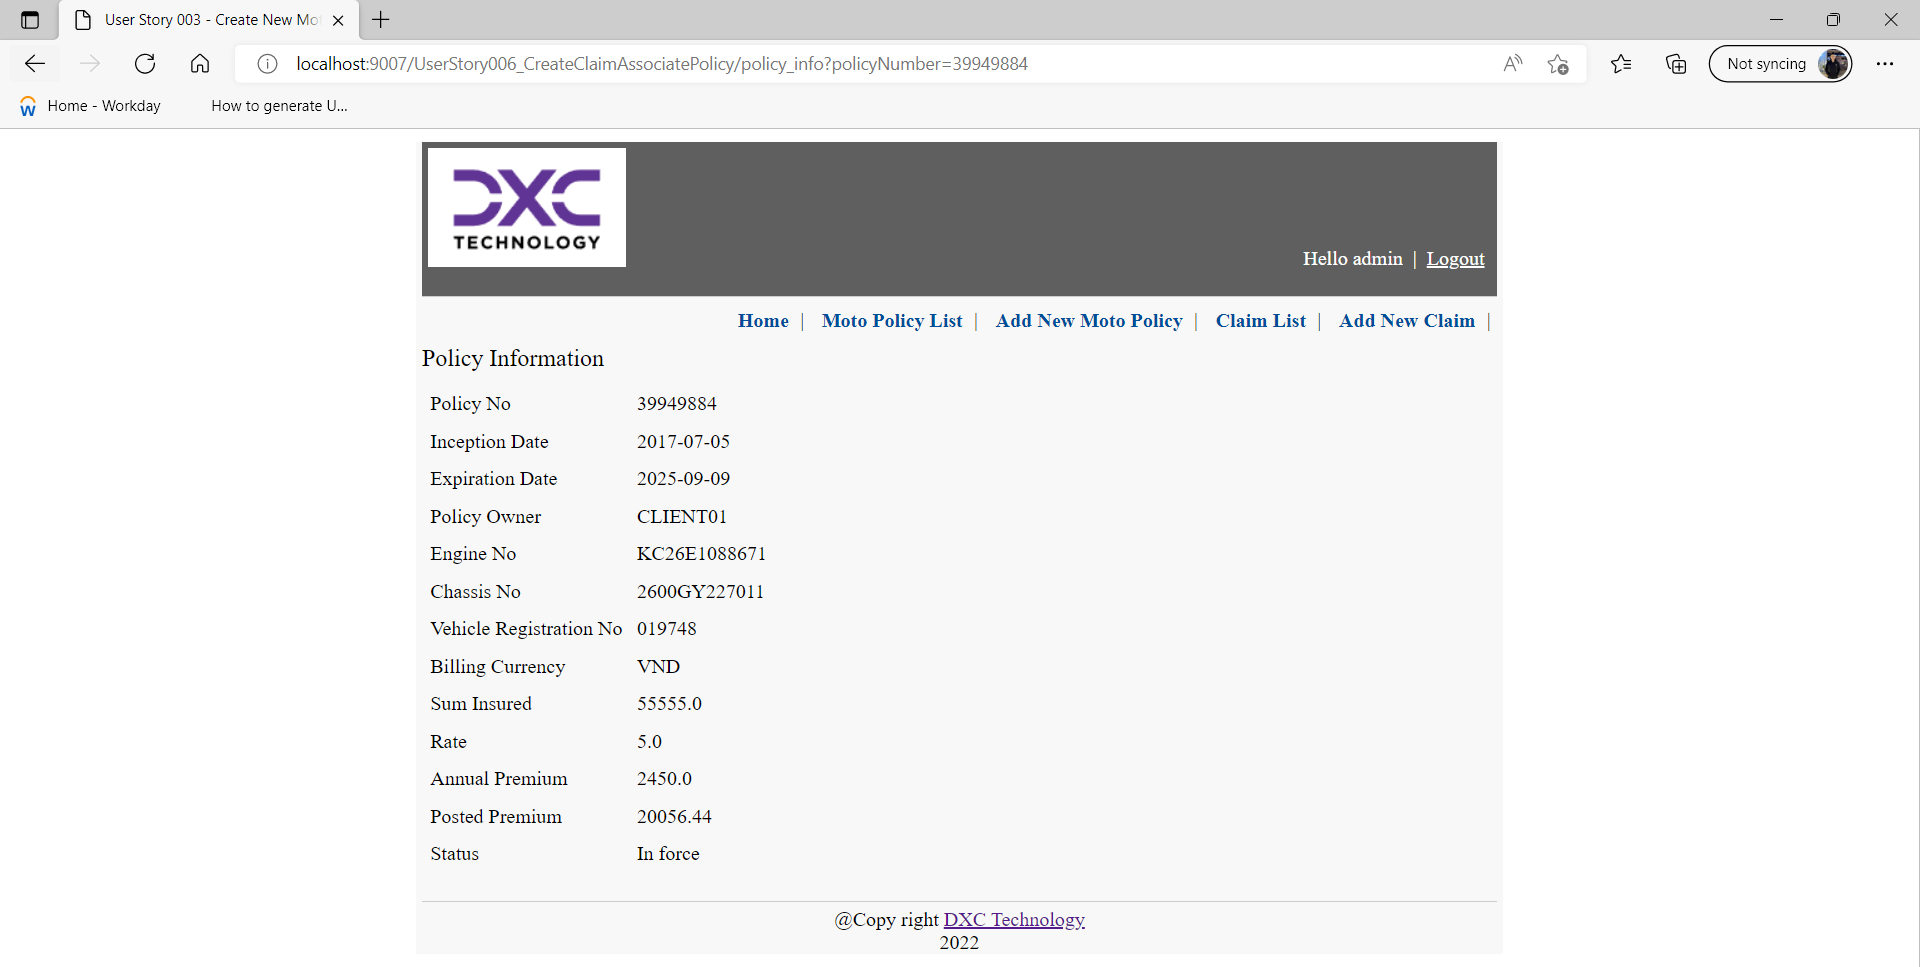 User Story 003 - Create New Mo
localhost:9007/UserStory006_CreateClaimAssociatePolicy/policy_info?policyNumber=39949884
Not syncing
Home - Workday
How to generate U...
DXC
TECHNOLOGY
Hello admin | Logout
Home | Moto Policy List | Add New Moto Policy | Claim List | Add New Claim |
Policy Information
Policy No 39949884
Inception Date 2017-07-05
Expiration Date 2025-09-09
Policy Owner CLIENT01
Engine No KC26E1088671
Chassis No 2600GY227011
Vehicle Registration No 019748
Billing Currency VND
Sum Insured 55555.0
Rate 5.0
Annual Premium 2450.0
Posted Premium 20056.44
Status In force
@Copy right DXC Technology
2022